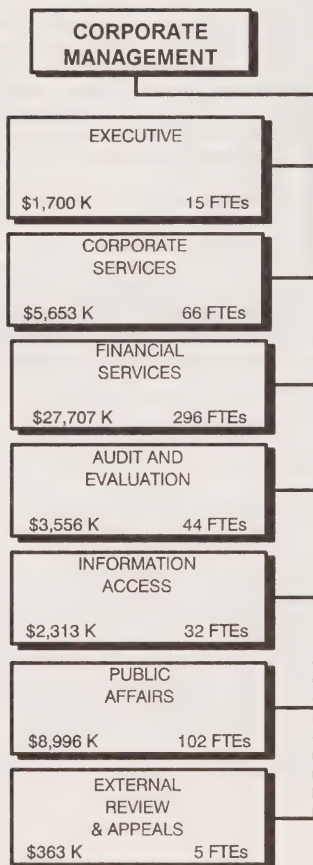 CORPORATE
MANAGEMENT
EXECUTIVE
$1,700 K 15 FTEs
CORPORATE
SERVICES
$5,653 K 66 FTEs
FINANCIAL
SERVICES
$27,707 K 296 FTEs
AUDIT AND
EVALUATION
$3,556 K 44 FTEs
INFORMATION
ACCESS
$2,313 K 32 FTEs
PUBLIC
AFFAIRS
$8,996 K 102 FTEs
EXTERNAL
REVIEW
& APPEALS
$363 K 5 FTEs